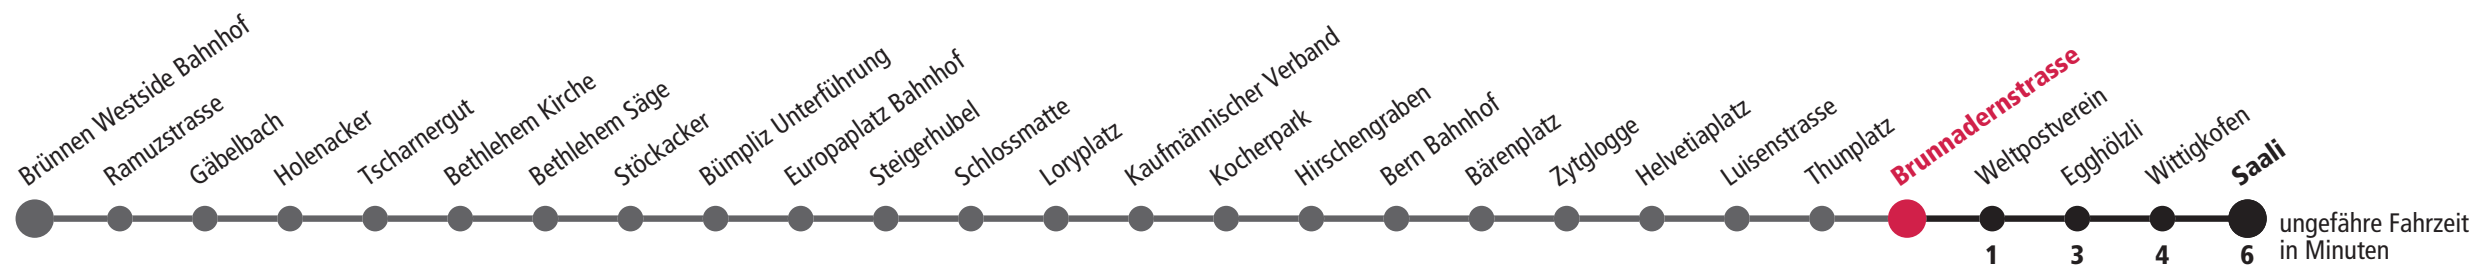 Brünnen Westside Bahnhof
Ramuzstrasse
Gäbelbach
Holenacker
Tscharnergut
Bethlehem Kirche
Bethlehem Säge
Stöckacker
Bümpliz Unterführung
Europaplatz Bahnhof
Steigerhubel
Schlossmatte
Loryplatz
Kaufmännischer Verband
Kocherpark
Hirschengraben
Bern Bahnhof
Bärenplatz
Zytglogge
Helvetiaplatz
Luisenstrasse
Thunplatz
Brunnadernstrasse
Weltpostverein
Egghölzli
Wittigkofen
Saali
1 3 4 6
ungefähre Fahrzeit
in Minuten